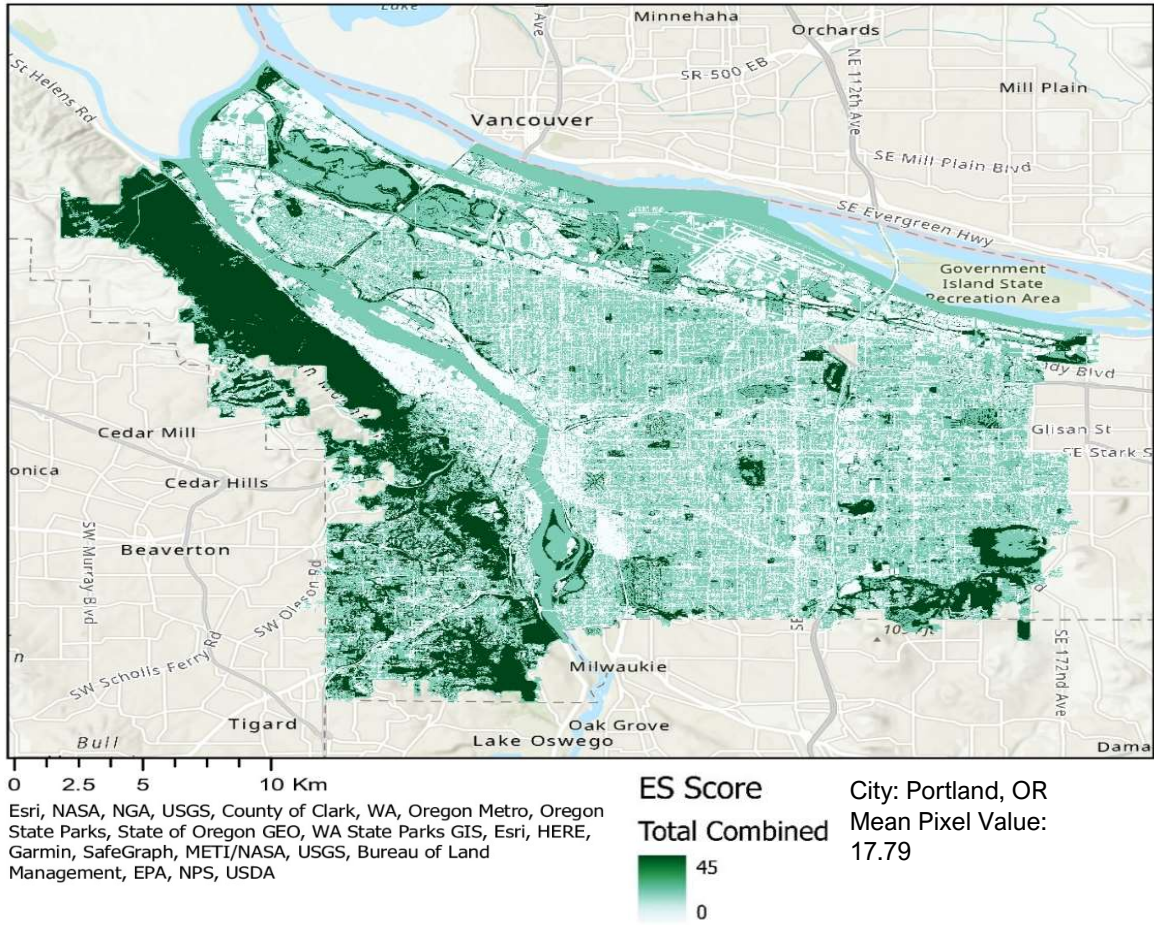 Lake
Minnehaha
Orchards
SR-500 EB
NE 112th Ave
Mill Plain
St Helens Rd
Vancouver
SE Mill Plain Blvd
SE Evergreen Hwy
Government
Island State
Recreation Area
ndy Blvd
Cedar Mill
Glisan St
SE Stark S
onica
Cedar Hills
SW Murray Blvd
Beaverton
SW Oleson Rd
SE
SE 172nd Ave
n
SW Scholls Ferry Rd
Milwaukie
Tigard
Oak Grove
Bull
Lake Oswego
Dama
0 2.5 5 10 Km
Esri, NASA, NGA, USGS, County of Clark, WA, Oregon Metro, Oregon
State Parks, State of Oregon GEO, WA State Parks GIS, Esri, HERE,
Garmin, SafeGraph, METI/NASA, USGS, Bureau of Land
Management, EPA, NPS, USDA
ES Score
Total Combined
45
0
City: Portland, OR
Mean Pixel Value:
17.79